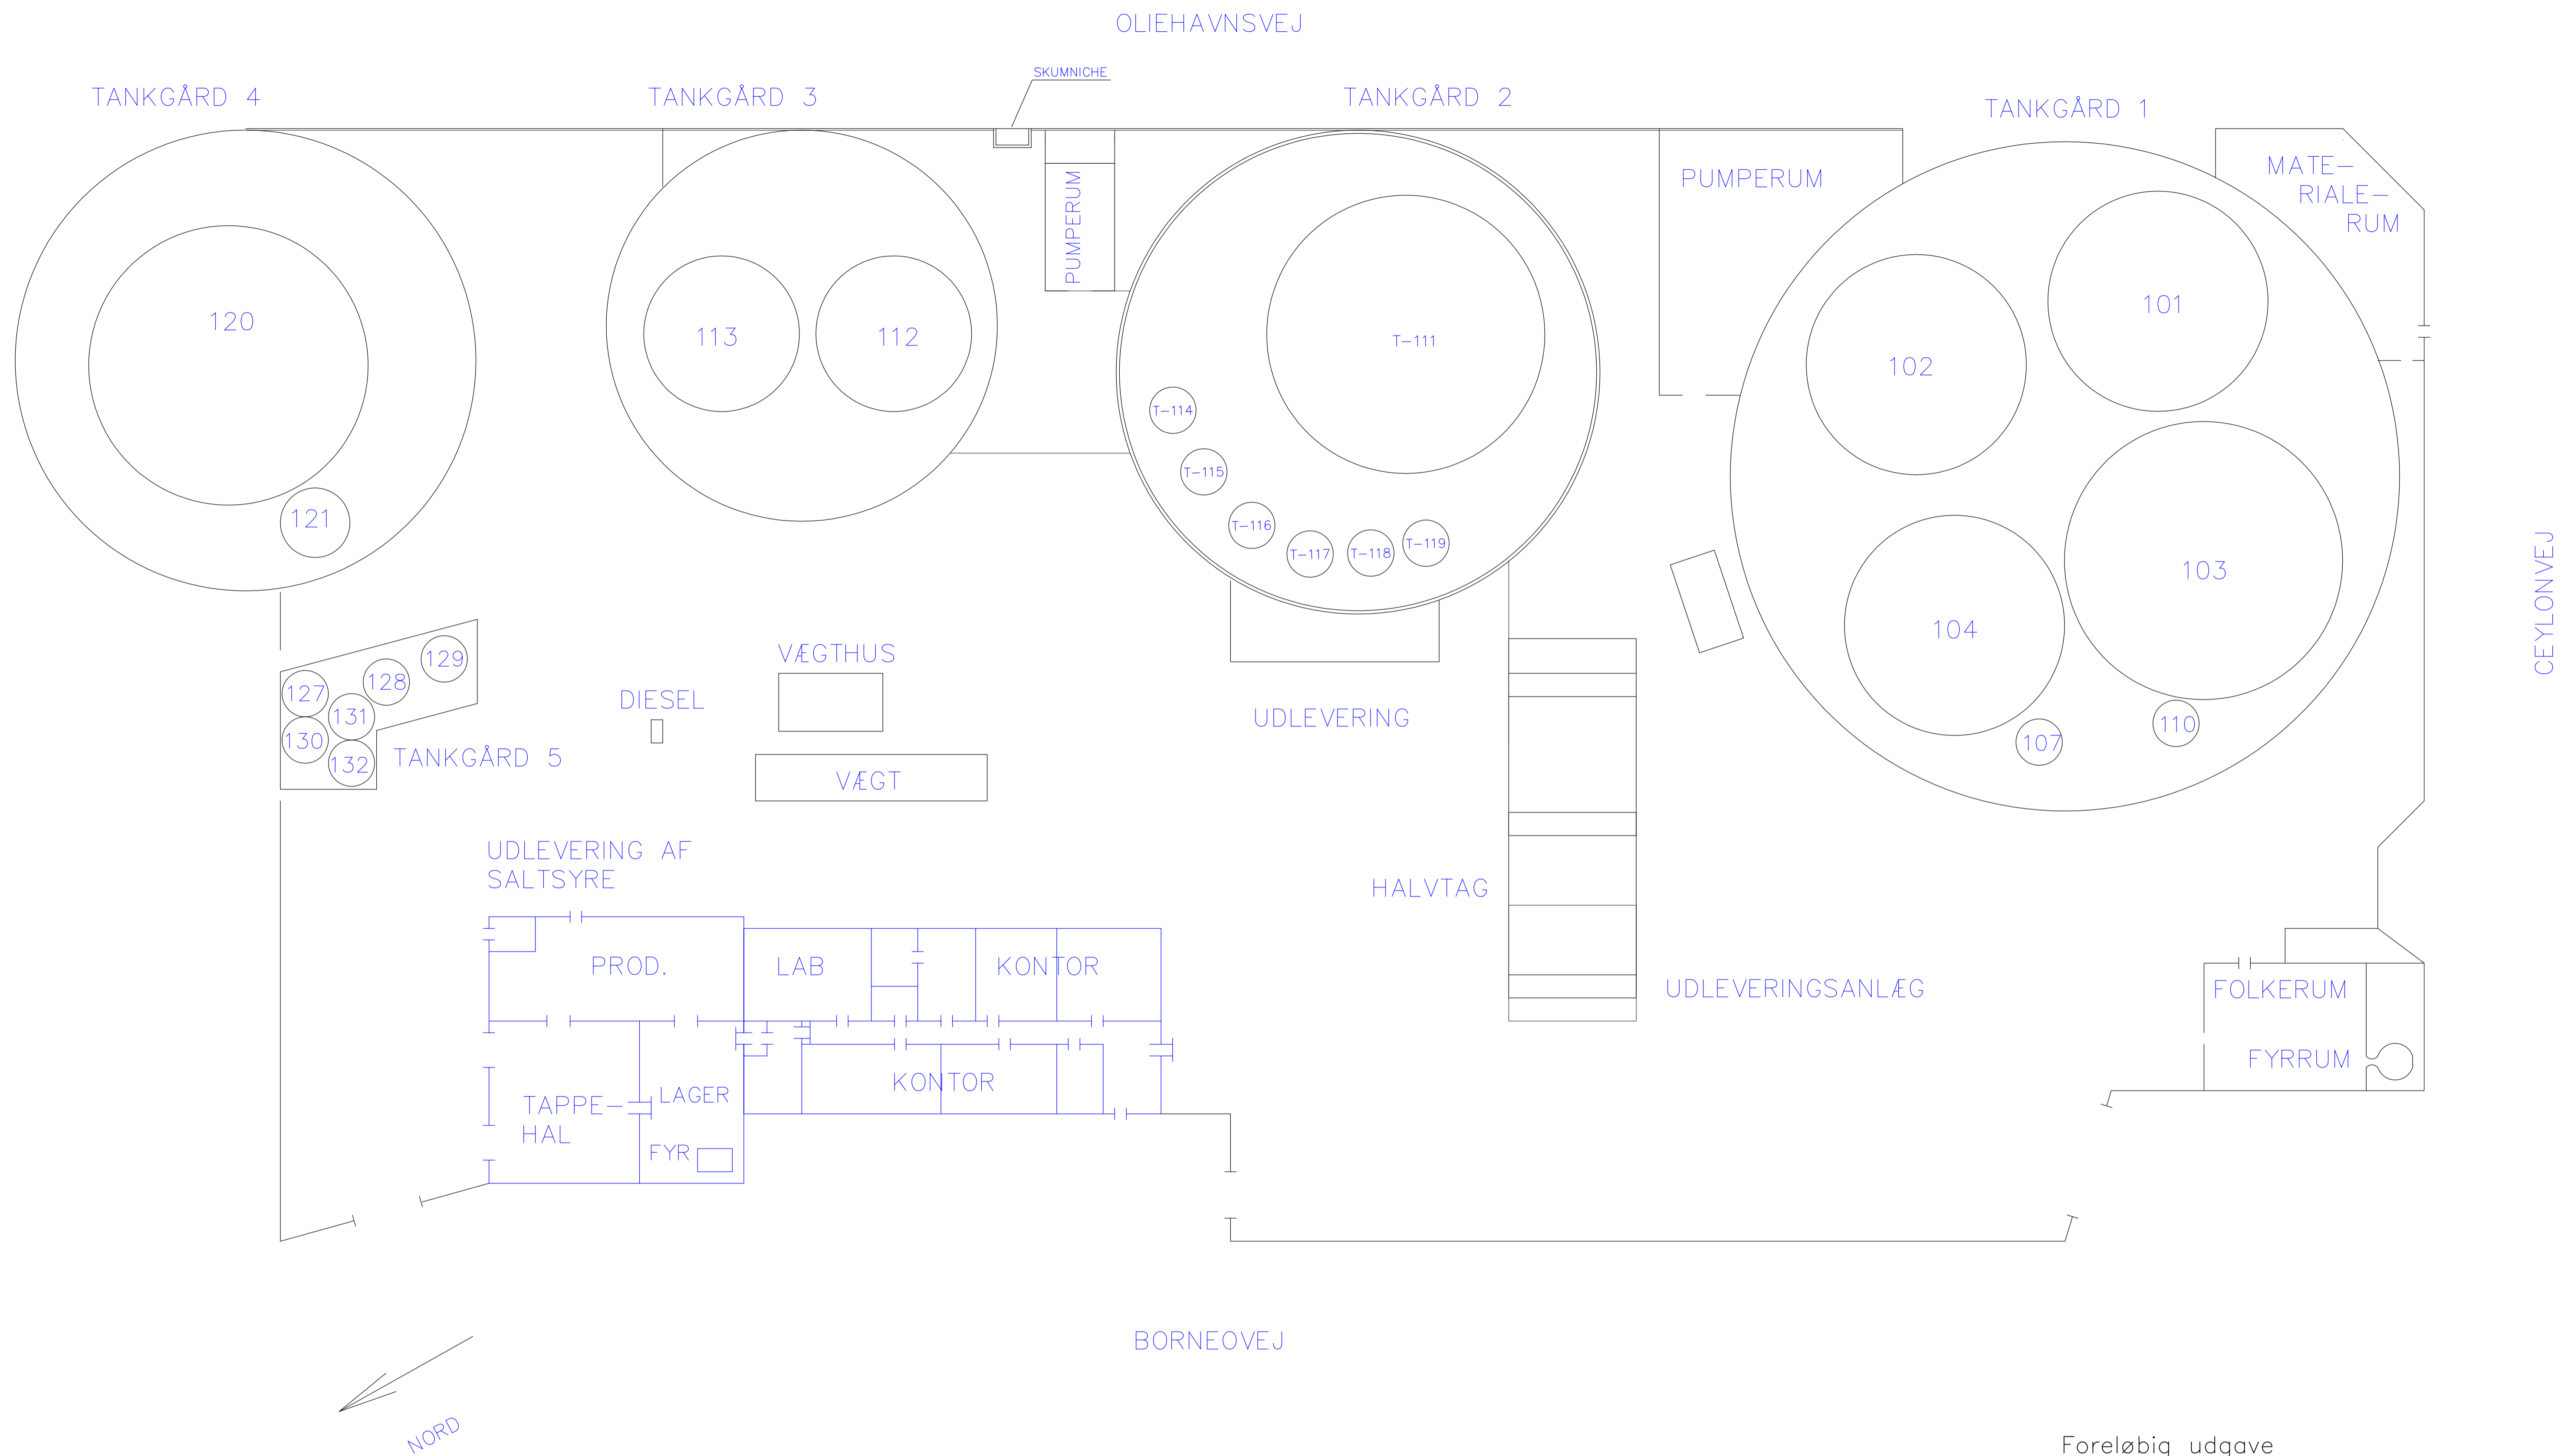 OLIEHAVNSVEJ
SKUMNICHE
TANKGÅRD 4
TANKGÅRD 3
TANKGÅRD 2
TANKGÅRD 1
MATE-
RIALE-
RUM
PUMPERUM
PUMPERUM
120
121
113
112
T-111
T-114
T-115
T-116
T-117
T-118
T-119
101
102
103
104
107
110
CEYLONVEJ
127
128
129
130
131
132
TANKGÅRD 5
DIESEL
VÆGTHUS
VÆGT
UDLEVERING
HALVTAG
UDLEVERINGSANLÆG
UDLEVERING AF
SALTSYRE
PROD.
LAB
KONTOR
KONTOR
TAPPE-
HAL
LAGER
FYR
FOLKERUM
FYRRUM
BORNEOVEJ
NORD
Foreløbig udgave